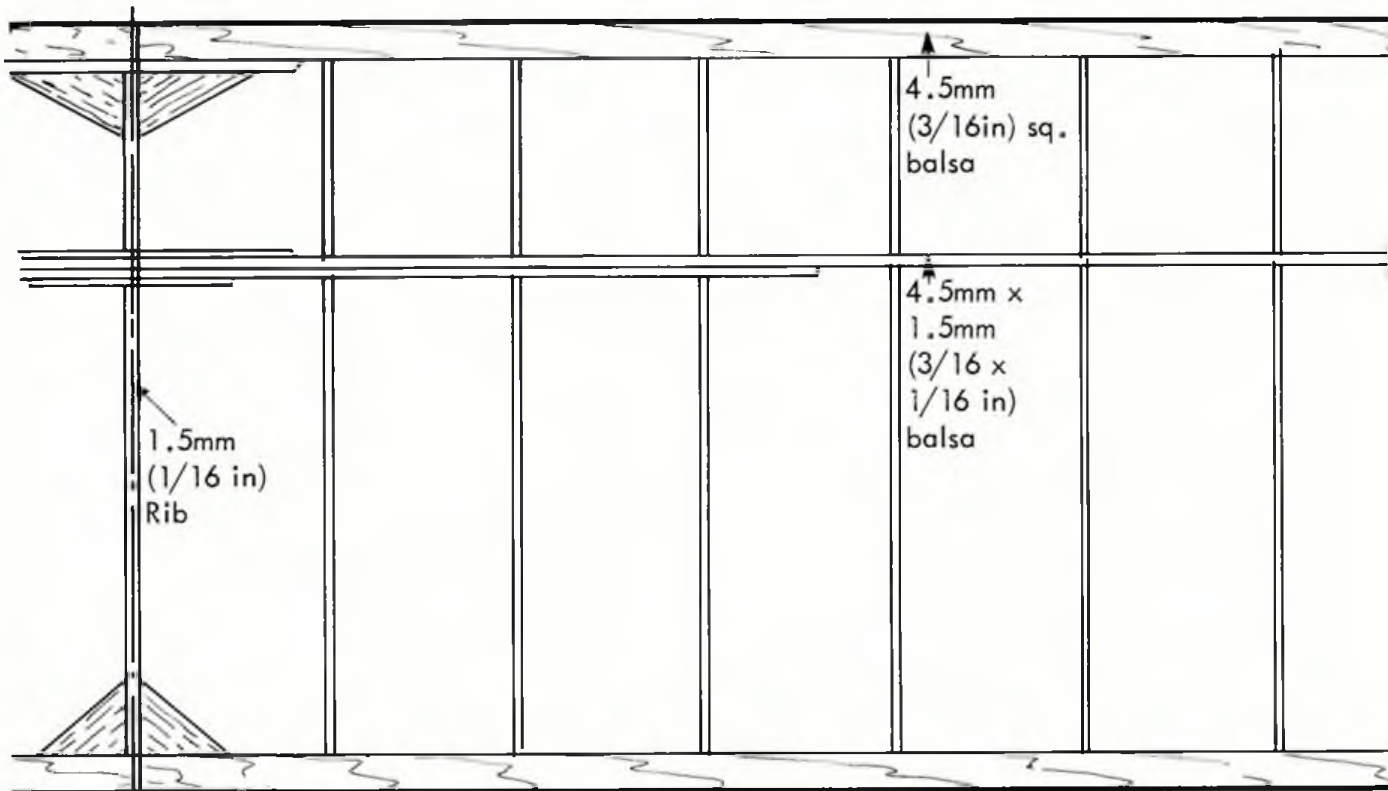 4.5mm
(3/16in) sq.
balsa
4.5mm x
1.5mm
(3/16 x
1/16 in)
balsa
1.5mm
(1/16 in)
Rib